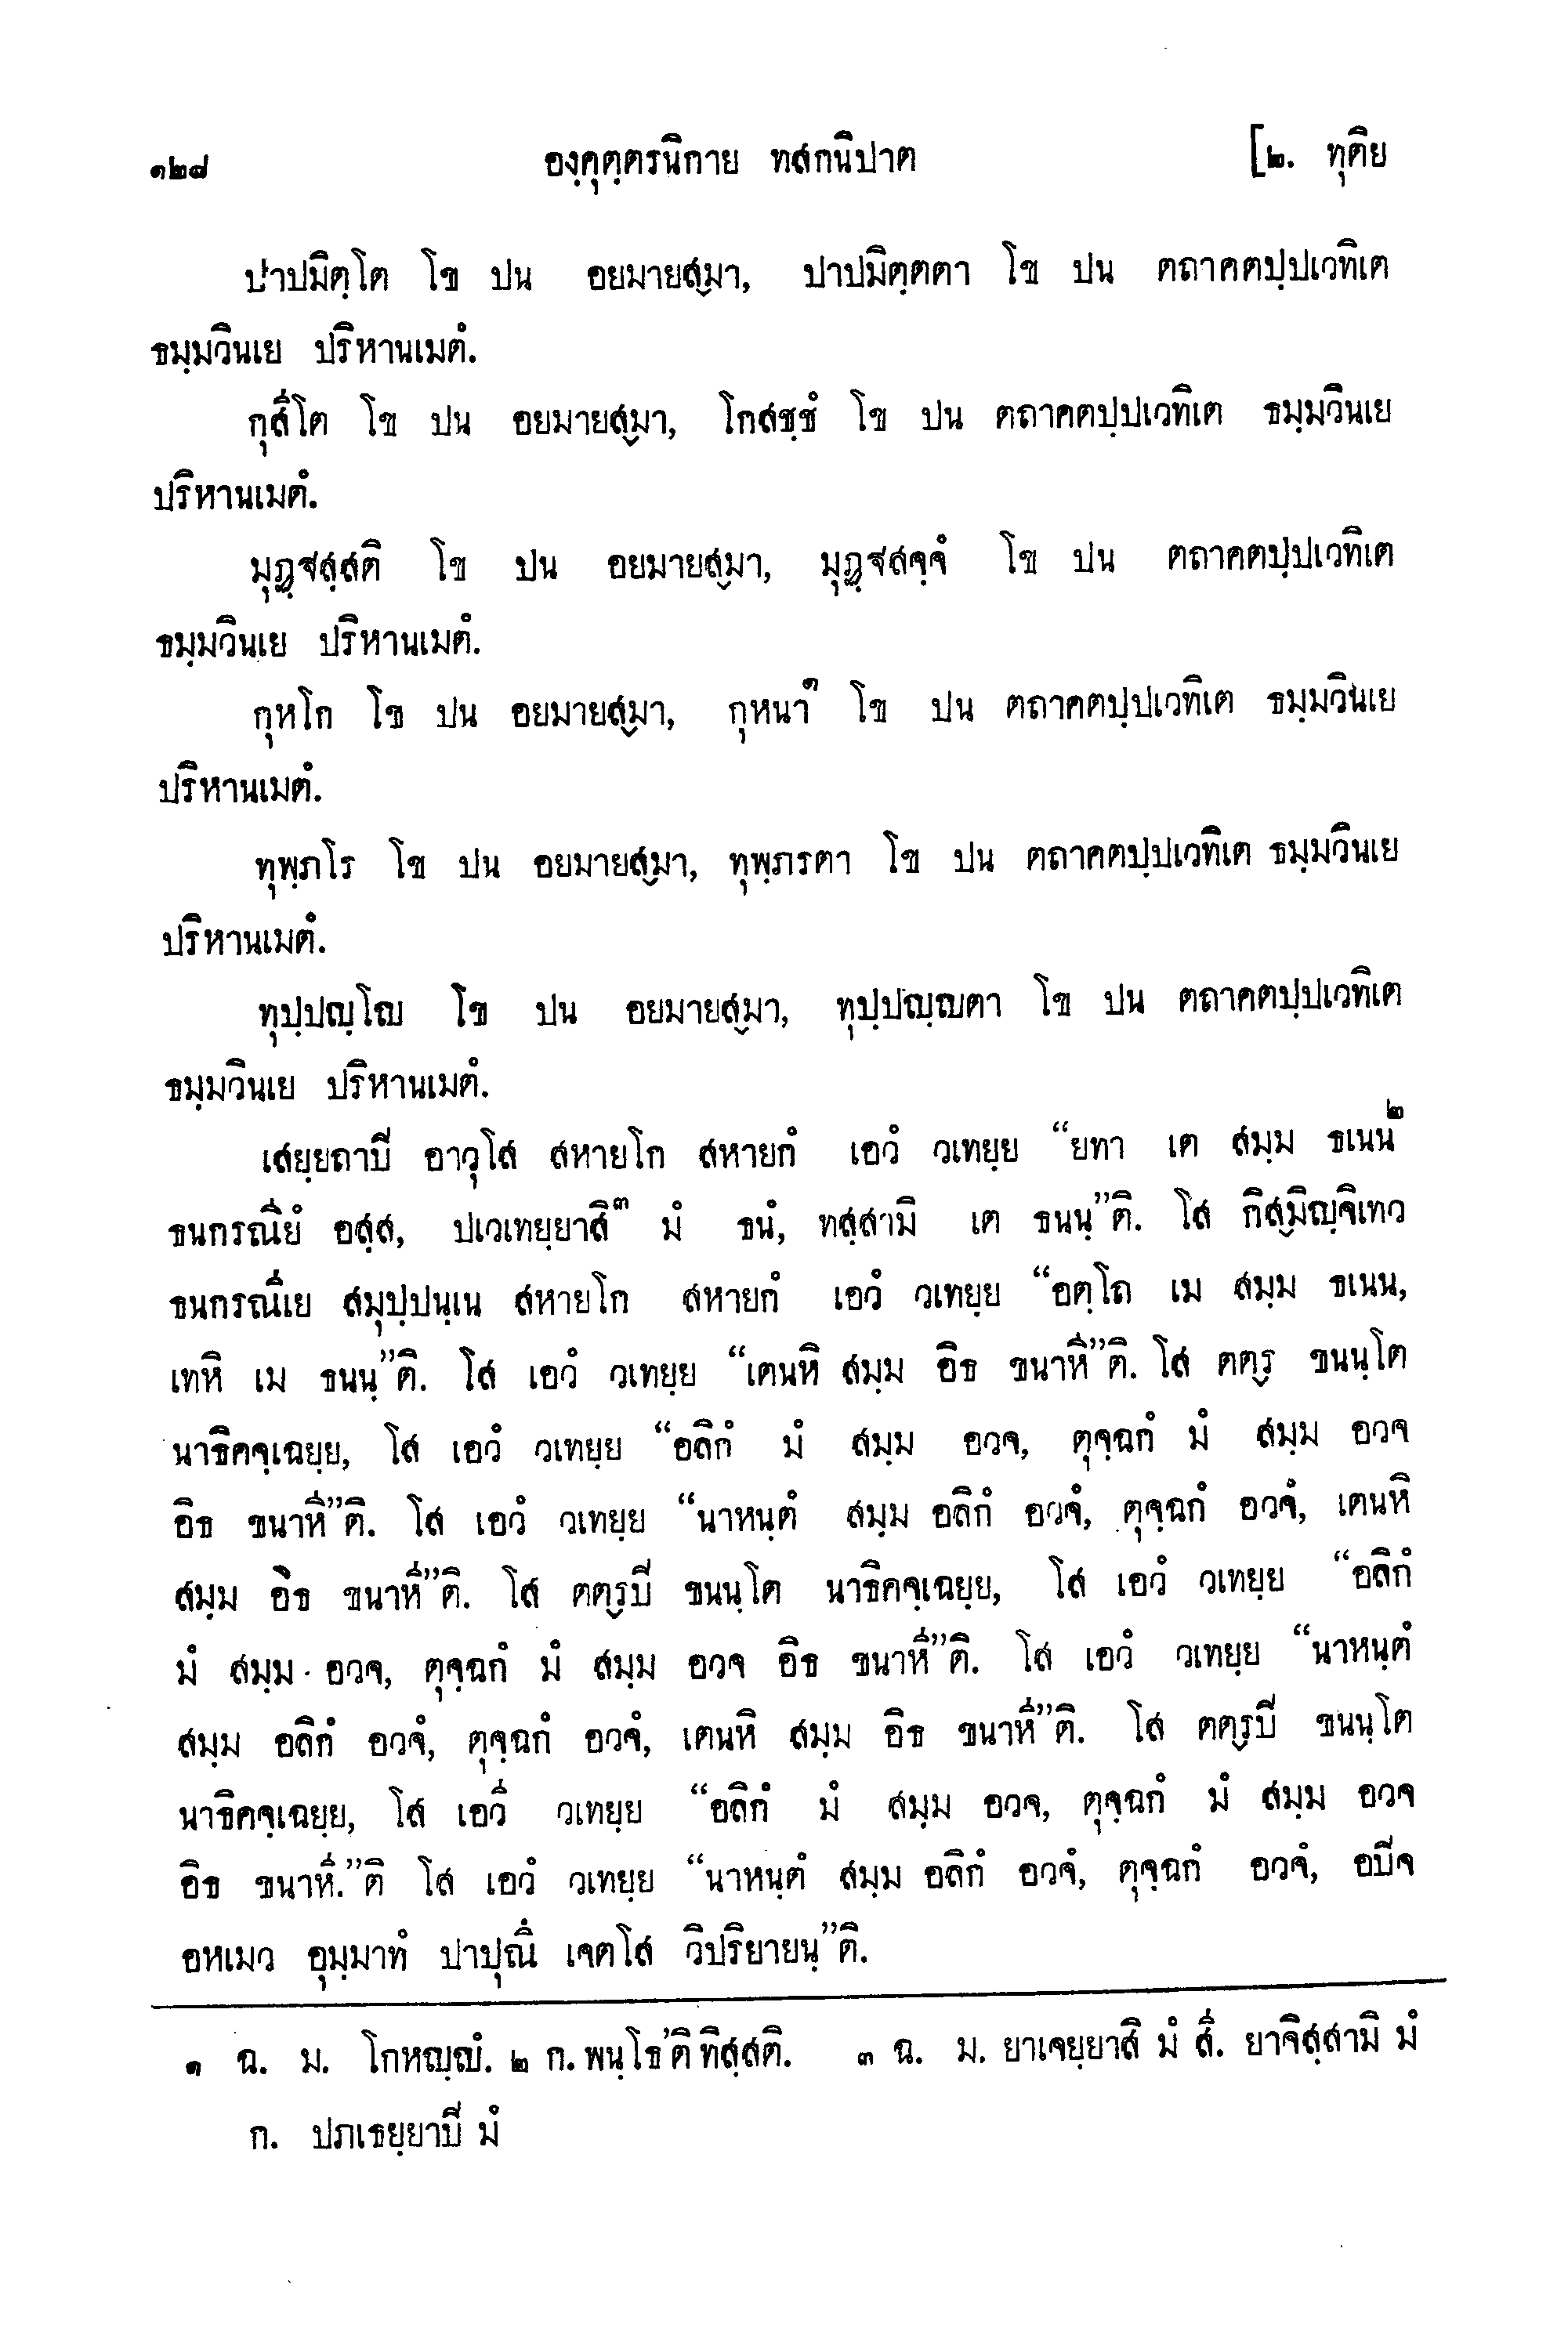 ๑๒๘ องฺคุตฺตรนิกาย ทสกนิปาต [๒. ทุติย
ปาปมิตฺโต โข ปน อยมายสฺมา, ปาปมิตฺตตา โข ปน ตถาคตปฺปเวทิเต
ธมฺมวินเย ปริหานเมตํ.
กุสีโต โข ปน อยมายสฺมา, โกสชฺชํ โข ปน ตถาคตปฺปเวทิเต ธมฺมวินเย
ปริหานเมตํ.
มุฏฺฐสฺสติ โข ปน อยมายสฺมา, มุฏฺฐสจฺจํ โข ปน ตถาคตปฺปเวทิเต
ธมฺมวินเย ปริหานเมตํ.
กุหโก โข ปน อยมายสฺมา, กุหนา๑ โข ปน ตถาคตปฺปเวทิเต ธมฺมวินเย
ปริหานเมตํ.
ทุพฺภโร โข ปน อยมายสฺมา, ทุพฺภรตา โข ปน ตถาคตปฺปเวทิเต ธมฺมวินเย
ปริหานเมตํ.
ทุปฺปญฺโญ โข ปน อยมายสฺมา, ทุปฺปญฺญตา โข ปน ตถาคตปฺปเวทิเต
ธมฺมวินเย ปริหานเมตํ.
เสยฺยถาปิ อาวุโส สหายโก สหายกํ เอวํ วเทยฺย “ยทา เต สมฺม ธเนน๒
ธนกรณียํ อสฺส, ปเวเทยฺยาสิ๓ มํ ธนํ, ทสฺสามิ เต ธนนฺ”ติ. โส กิสฺมิญฺจิเทว
ธนกรณีเย สมุปฺปนฺเน สหายโก สหายกํ เอวํ วเทยฺย “อตฺโถ เม สมฺม ธเนน,
เทหิ เม ธนนฺ”ติ. โส เอวํ วเทยฺย “เตนหิ สมฺม อิธ ขนาหี”ติ. โส ตตฺร ขนนฺโต
นาธิคจฺเฉยฺย, โส เอวํ วเทยฺย “อลิกํ มํ สมฺม อวจ, ตุจฺฉกํ มํ สมฺม อวจ
อิธ ขนาหี”ติ. โส เอวํ วเทยฺย “นาหนฺตํ สมฺม อลิกํ อวจํ, ตุจฺฉกํ อวจํ, เตนหิ
สมฺม อิธ ขนาหี”ติ. โส ตตฺรปิ ขนนฺโต นาธิคจฺเฉยฺย, โส เอวํ วเทยฺย “อลิกํ
มํ สมฺม อวจ, ตุจฺฉกํ มํ สมฺม อวจ อิธ ขนาหี”ติ. โส เอวํ วเทยฺย “นาหนฺตํ
สมฺม อลิกํ อวจํ, ตุจฺฉกํ อวจํ, เตนหิ สมฺม อิธ ขนาหี”ติ. โส ตตฺรปิ ขนนฺโต
นาธิคจฺเฉยฺย, โส เอวํ วเทยฺย “อลิกํ มํ สมฺม อวจ, ตุจฺฉกํ มํ สมฺม อวจ
อิธ ขนาหี.”ติ โส เอวํ วเทยฺย “นาหนฺตํ สมฺม อลิกํ อวจํ, ตุจฺฉกํ อวจํ, อปิจ
อหเมว อุมฺมาทํ ปาปุณึ เจตโส วิปริยายนฺ”ติ.
๑ ฉ. ม. โกหญฺญํ. ๒ ก. พนฺโธ'ติ ทิสฺสติ. ๓ ฉ. ม. ยาเจยฺยาสิ มํ สี. ยาจิสฺสามิ มํ
ก. ปภเรยฺยาปิ มํ